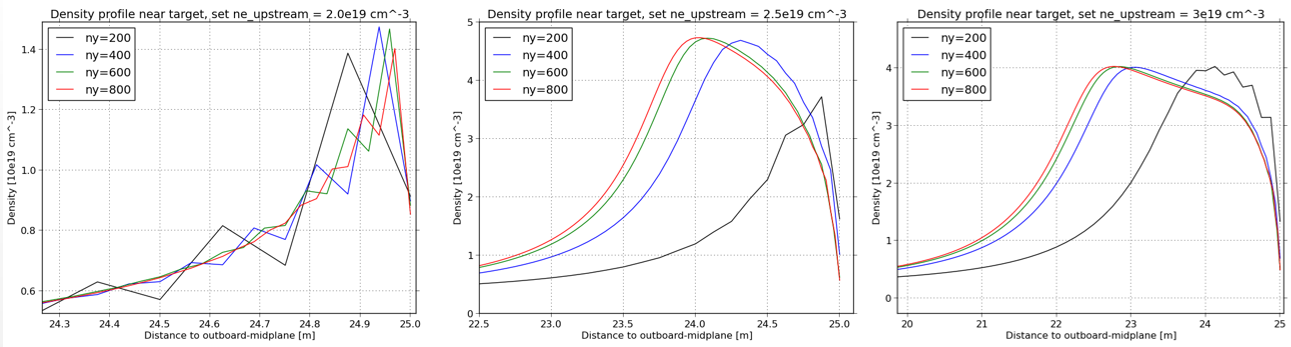 Density profile near target, set ne_upstream = 2.0e19 cm^-3
ny=200
ny=400
ny=600
ny=800
Density [10e19 cm^-3]
1.4
1.2
1.0
0.8
0.6
24.3 24.4 24.5 24.6 24.7 24.8 24.9 25.0
Distance to outboard-midplane [m]
Density profile near target, set ne_upstream = 2.5e19 cm^-3
ny=200
ny=400
ny=600
ny=800
Density [10e19 cm^-3]
5
4
3
2
1
0
22.5 23.0 23.5 24.0 24.5 25.0
Distance to outboard-midplane [m]
Density profile near target, set ne_upstream = 3e19 cm^-3
ny=200
ny=400
ny=600
ny=800
Density [10e19 cm^-3]
4
3
2
1
0
20 21 22 23 24 25
Distance to outboard-midplane [m]